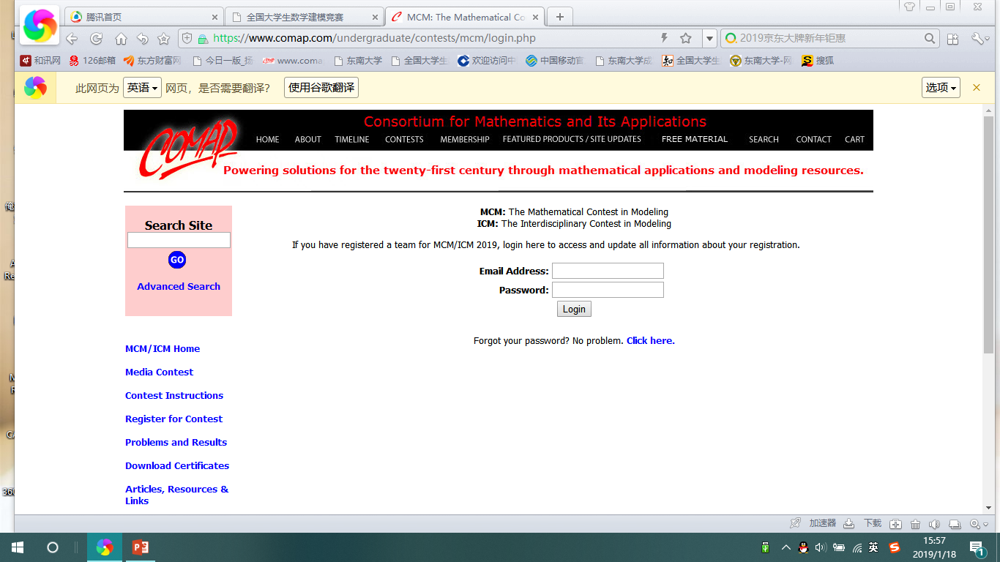 腾讯首页
全国大学生数学建模竞赛
MCM: The Mathematical Co
https://www.comap.com/undergraduate/contests/mcm/login.php
2019京东大牌新年钜惠
和讯网
126邮箱
东方财富网
今日一版_扬
www.coma
东南大学
全国大学生
欢迎访问中
中国移动官
东南大学成
全国大学生
东南大学-网
搜狐
此网页为 英语 网页，是否需要翻译？ 使用谷歌翻译 选项
COMAP
Consortium for Mathematics and Its Applications
HOME ABOUT TIMELINE CONTESTS MEMBERSHIP FEATURED PRODUCTS / SITE UPDATES FREE MATERIAL SEARCH CONTACT CART
Powering solutions for the twenty-first century through mathematical applications and modeling resources.
Search Site
GO
Advanced Search
MCM/ICM Home
Media Contest
Contest Instructions
Register for Contest
Problems and Results
Download Certificates
Articles, Resources &
Links
MCM: The Mathematical Contest in Modeling
ICM: The Interdisciplinary Contest in Modeling
If you have registered a team for MCM/ICM 2019, login here to access and update all information about your registration.
Email Address:
Password:
Login
Forgot your password? No problem. Click here.
加速器
下载
英
15:57
2019/1/18
1